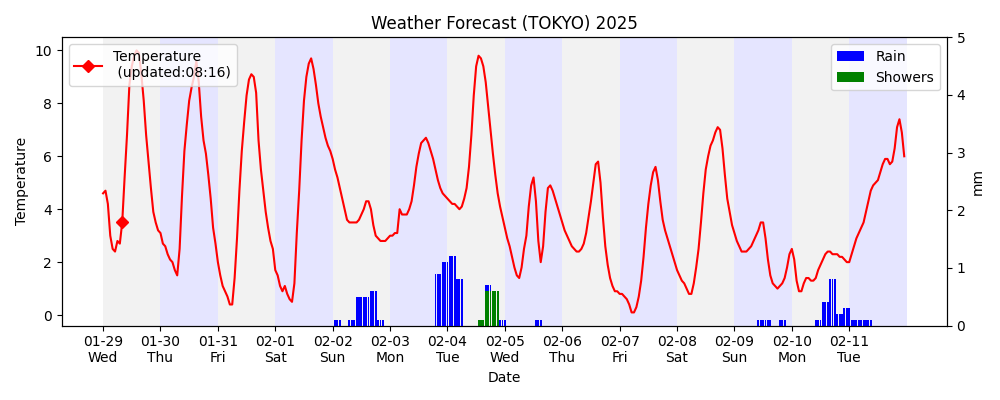 Weather Forecast (TOKYO) 2025
Temperature
(updated:08:16)
Rain
Showers
10
8
6
4
2
0
Temperature
5
4
3
2
1
0
mm
01-29 01-30 01-31 02-01 02-02 02-03 02-04 02-05 02-06 02-07 02-08 02-09 02-10 02-11
Wed Thu Fri Sat Sun Mon Tue Wed Thu Fri Sat Sun Mon Tue
Date